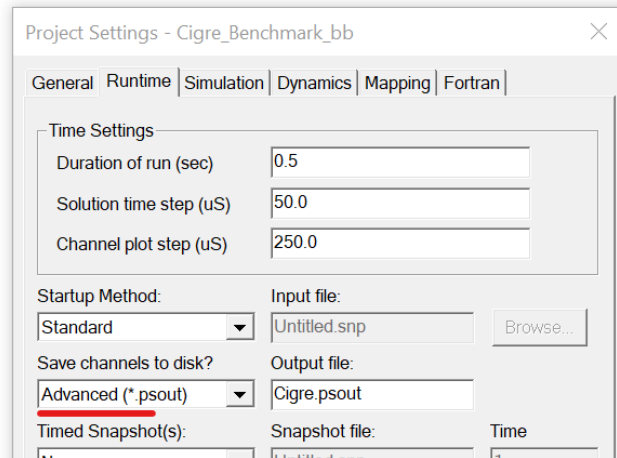 Project Settings - Cigre_Benchmark_bb
General Runtime Simulation Dynamics Mapping Fortran
Time Settings
Duration of run (sec) 0.5
Solution time step (uS) 50.0
Channel plot step (uS) 250.0
Startup Method: Input file:
Standard Untitled.snp Browse...
Save channels to disk? Output file:
Advanced (*.psout) Cigre.psout
Timed Snapshot(s): Snapshot file: Time